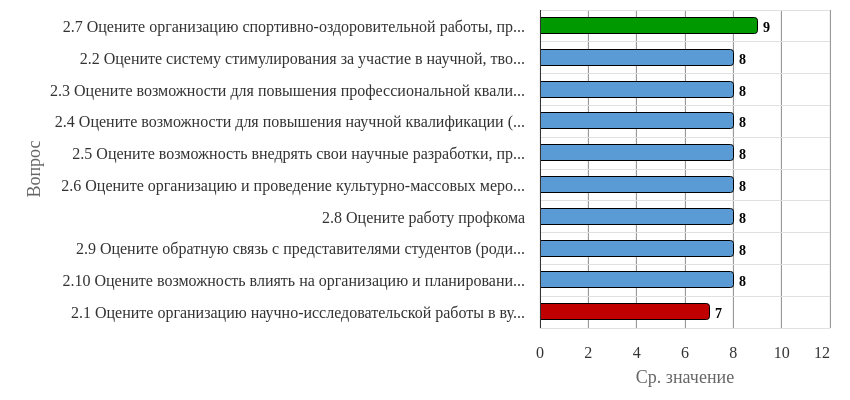 2.7 Оцените организацию спортивно-оздоровительной работы, пр... 9
2.2 Оцените систему стимулирования за участие в научной, тво... 8
2.3 Оцените возможности для повышения профессиональной квали... 8
2.4 Оцените возможности для повышения научной квалификации (... 8
2.5 Оцените возможность внедрять свои научные разработки, пр... 8
2.6 Оцените организацию и проведение культурно-массовых меро... 8
2.8 Оцените работу профкома 8
2.9 Оцените обратную связь с представителями студентов (роди... 8
2.10 Оцените возможность влиять на организацию и планировани... 8
2.1 Оцените организацию научно-исследовательской работы в ву... 7
Вопрос
0 2 4 6 8 10 12
Ср. значение